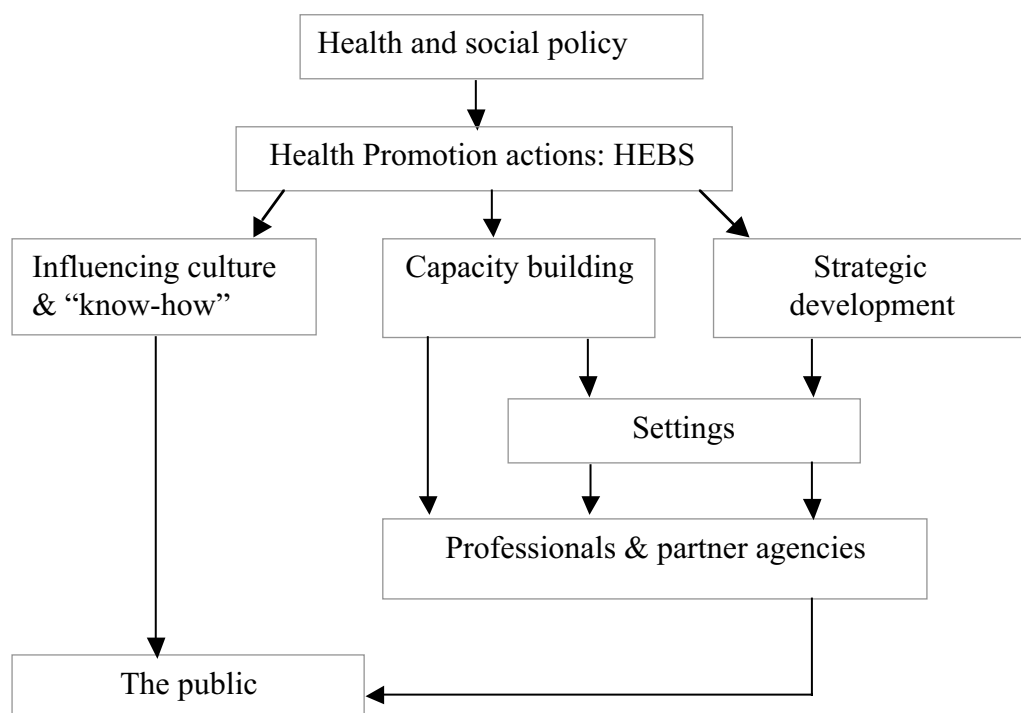 Health and social policy
Health Promotion actions: HEBS
Influencing culture
& “know-how”
Capacity building
Strategic
development
Settings
Professionals & partner agencies
The public